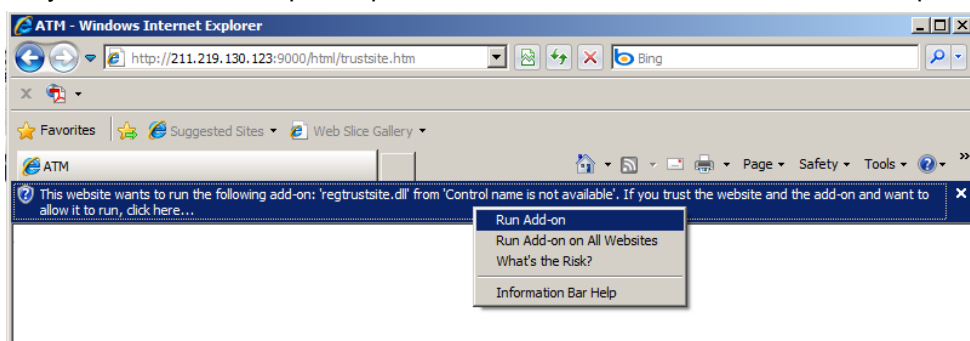 ATM - Windows Internet Explorer
http://211.219.130.123:9000/html/trustsite.htm
Bing
Favorites Suggested Sites Web Slice Gallery
ATM Page Safety Tools
This website wants to run the following add-on: 'regtrustsite.dll' from 'Control name is not available'. If you trust the website and the add-on and want to
allow it to run, click here...
Run Add-on
Run Add-on on All Websites
What's the Risk?
Information Bar Help